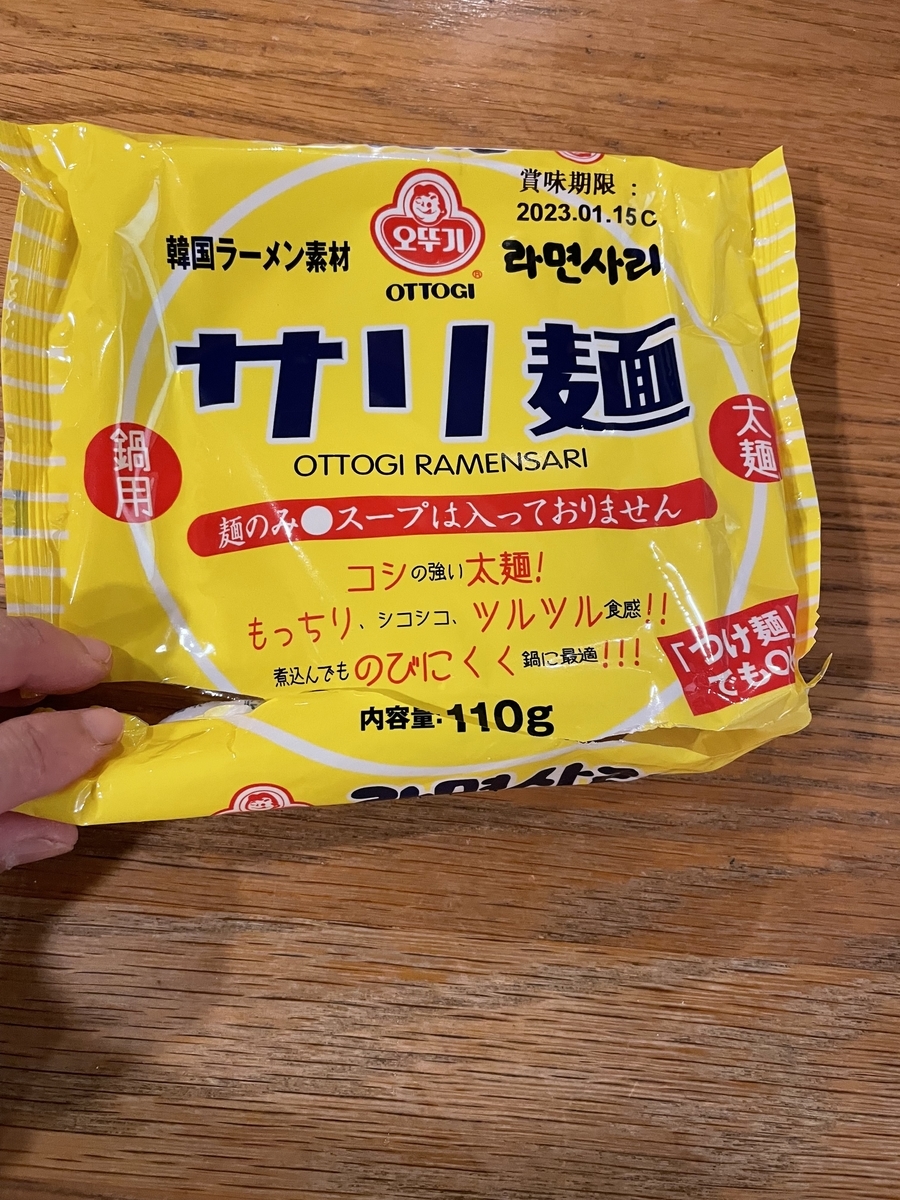 賞味期限 :
2023.01.15C
韓国ラーメン素材
오뚜기
®
OTTOGI
라면사리
サリ麺
OTTOGI RAMENSARI
鍋用
太麺
麺のみ●スープは入っておりません
コシの強い太麺!
もっちり、シコシコ、ツルツル食感!!
煮込んでものびにくく鍋に最適!!!
「つけ麺」
でもOK
内容量:110g
라면사리